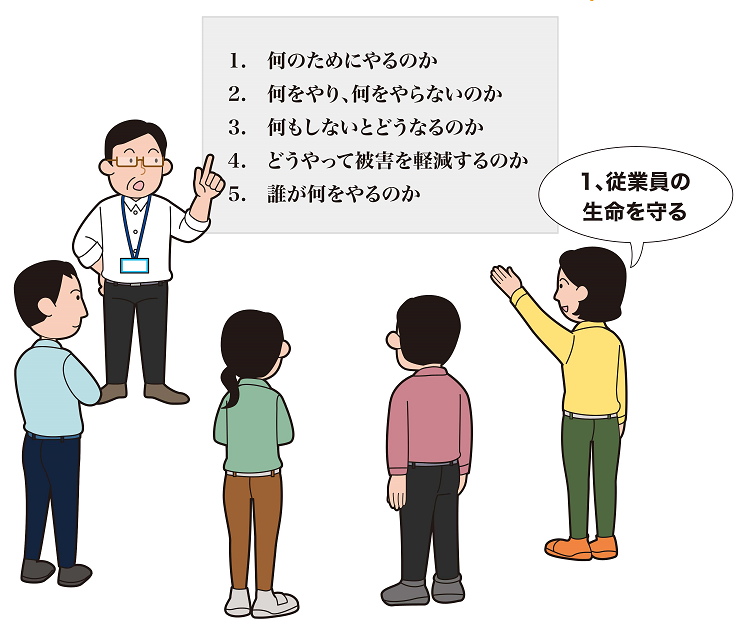 1. 何のためにやるのか
2. 何をやり、何をやらないのか
3. 何もしないとどうなるのか
4. どうやって被害を軽減するのか
5. 誰が何をやるのか
1、従業員の
生命を守る